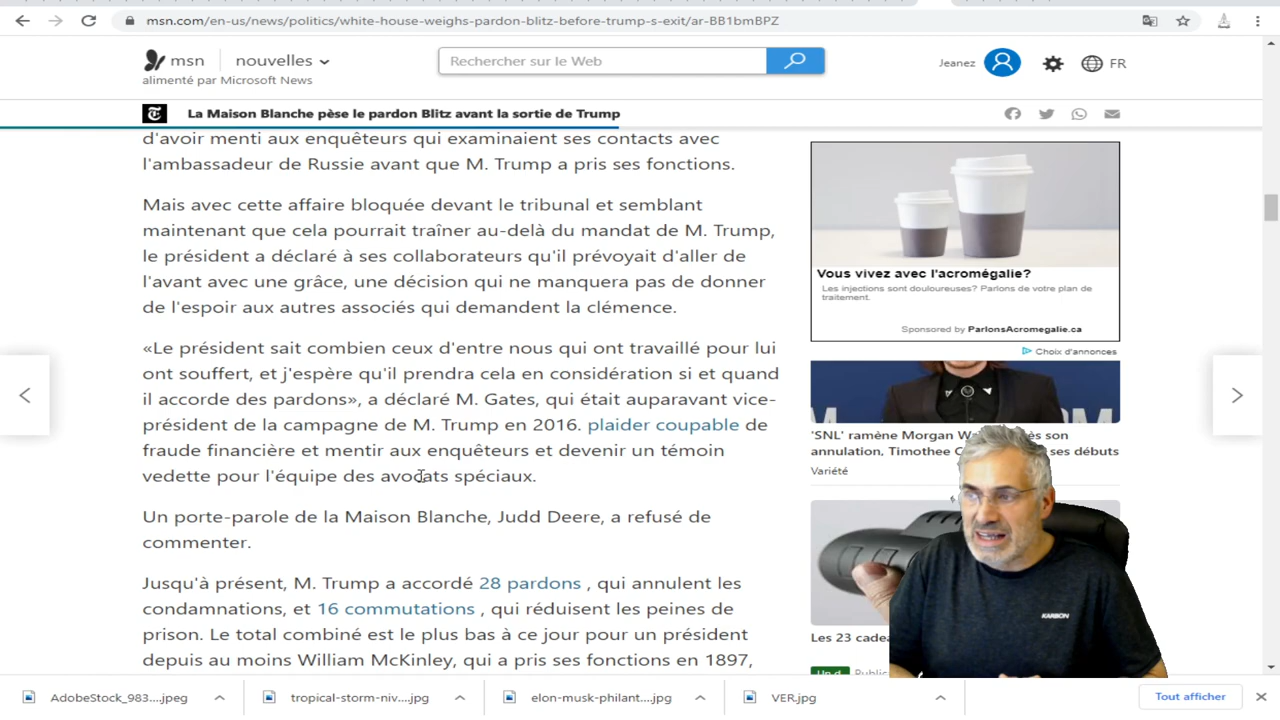 msn.com/en-us/news/politics/white-house-weighs-pardon-blitz-before-trump-s-exit/ar-BB1bmBPZ
msn
nouvelles
alimenté par Microsoft News
Rechercher sur le Web
Jeanez
FR
La Maison Blanche pèse le pardon Blitz avant la sortie de Trump
d'avoir menti aux enquêteurs qui examinaient ses contacts avec
l'ambassadeur de Russie avant que M. Trump a pris ses fonctions.
Mais avec cette affaire bloquée devant le tribunal et semblant
maintenant que cela pourrait traîner au-delà du mandat de M. Trump,
le président a déclaré à ses collaborateurs qu'il prévoyait d'aller de
l'avant avec une grâce, une décision qui ne manquera pas de donner
de l'espoir aux autres associés qui demandent la clémence.
«Le président sait combien ceux d'entre nous qui ont travaillé pour lui
ont souffert, et j'espère qu'il prendra cela en considération si et quand
il accorde des pardons», a déclaré M. Gates, qui était auparavant vice-
président de la campagne de M. Trump en 2016. plaider coupable de
fraude financière et mentir aux enquêteurs et devenir un témoin
vedette pour l'équipe des avocats spéciaux.
Un porte-parole de la Maison Blanche, Judd Deere, a refusé de
commenter.
Jusqu'à présent, M. Trump a accordé 28 pardons , qui annulent les
condamnations, et 16 commutations , qui réduisent les peines de
prison. Le total combiné est le plus bas à ce jour pour un président
depuis au moins William McKinley, qui a pris ses fonctions en 1897,
Vous vivez avec l'acromégalie?
Les injections sont douloureuses? Parlons de votre plan de
traitement.
Sponsored by ParlonsAcromegalie.ca
Choix d'annonces
'SNL' ramène Morgan son
annulation, Timothee ses débuts
Variété
Les 23
KARBON
AdobeStock_983....jpeg
tropical-storm-niv....jpg
elon-musk-philant....jpg
VER.jpg
Tout afficher